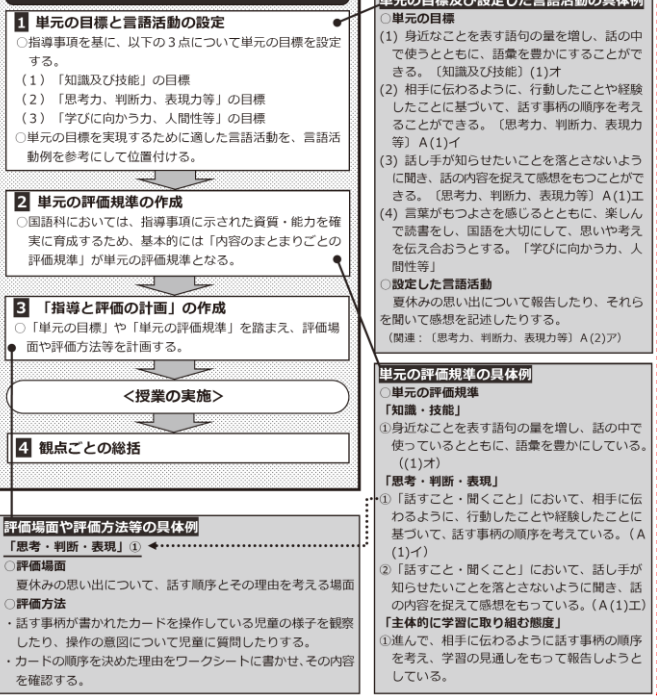 1 単元の目標と言語活動の設定
○指導事項を基に、以下の3点について単元の目標を設定
する。
(1)「知識及び技能」の目標
(2)「思考力、判断力、表現力等」の目標
(3)「学びに向かう力、人間性等」の目標
○単元の目標を実現するために適した言語活動を、言語活
動例を参考にして位置付ける。
2 単元の評価規準の作成
○国語科においては、指導事項に示された資質・能力を確
実に育成するため、基本的には「内容のまとまりごとの
評価規準」が単元の評価規準となる。
3 「指導と評価の計画」の作成
○「単元の目標」や「単元の評価規準」を踏まえ、評価場
面や評価方法等を計画する。
<授業の実施>
4 観点ごとの総括
評価場面や評価方法等の具体例
「思考・判断・表現」①
○評価場面
夏休みの思い出について、話す順序とその理由を考える場面
○評価方法
・話す事柄が書かれたカードを操作している児童の様子を観察
したり、操作の意図について児童に質問したりする。
・カードの順序を決めた理由をワークシートに書かせ、その内容
を確認する。
単元の目標及び設定した言語活動の具体例
○単元の目標
(1) 身近なことを表す語句の量を増し、話の中
で使うとともに、語彙を豊かにすることがで
きる。〔知識及び技能〕(1)オ
(2) 相手に伝わるように、行動したことや経験
したことに基づいて、話す事柄の順序を考え
ることができる。〔思考力、判断力、表現力
等〕A(1)イ
(3) 話し手が知らせたいことを落とさないよう
に聞き、話の内容を捉えて感想をもつことがで
きる。〔思考力、判断力、表現力等〕A(1)エ
(4) 言葉がもつよさを感じるとともに、楽しん
で読書をし、国語を大切にして、思いや考え
を伝え合おうとする。「学びに向かう力、人
間性等」
○設定した言語活動
夏休みの思い出について報告したり、それら
を聞いて感想を記述したりする。
(関連：〔思考力、判断力、表現力等〕A(2)ア)
単元の評価規準の具体例
○単元の評価規準
「知識・技能」
①身近なことを表す語句の量を増し、話の中で
使っているとともに、語彙を豊かにしている。
((1)オ)
「思考・判断・表現」
①「話すこと・聞くこと」において、相手に伝
わるように、行動したことや経験したことに
基づいて、話す事柄の順序を考えている。(A
(1)イ)
②「話すこと・聞くこと」において、話し手が
知らせたいことを落とさないように聞き、話
の内容を捉えて感想をもっている。(A(1)エ)
「主体的に学習に取り組む態度」
①進んで、相手に伝わるように話す事柄の順序
を考え、学習の見通しをもって報告しようと
している。